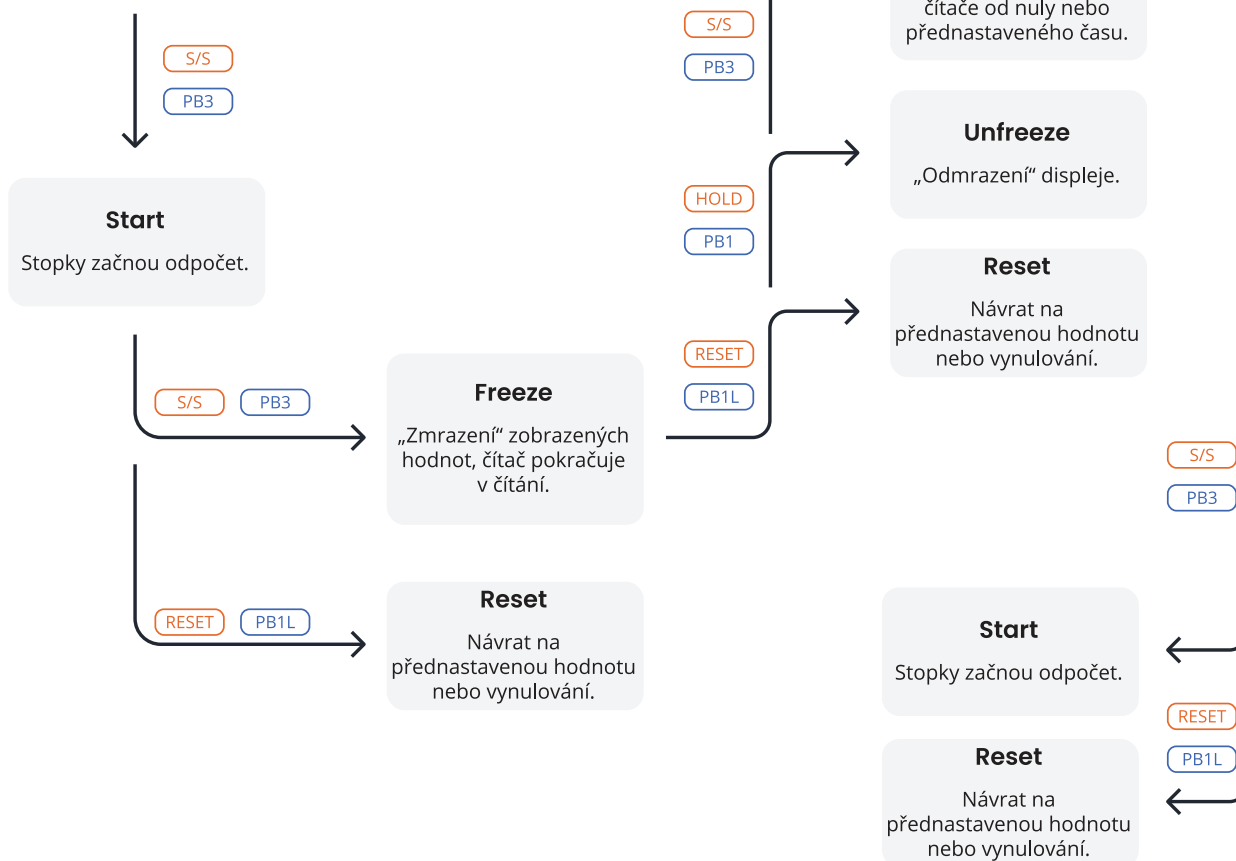 S/S
PB3
Start
Stopky začnou odpočet.
S/S PB3
RESET PB1L
Freeze
„Zmrazení“ zobrazených
hodnot, čítač pokračuje
v čítání.
Reset
Návrat na
přednastavenou hodnotu
nebo vynulování.
S/S
PB3
HOLD
PB1
RESET
PB1L
čítače od nuly nebo
přednastaveného času.
Unfreeze
„Odmrazení“ displeje.
Reset
Návrat na
přednastavenou hodnotu
nebo vynulování.
S/S
PB3
Start
Stopky začnou odpočet.
RESET
PB1L
Reset
Návrat na
přednastavenou hodnotu
nebo vynulování.